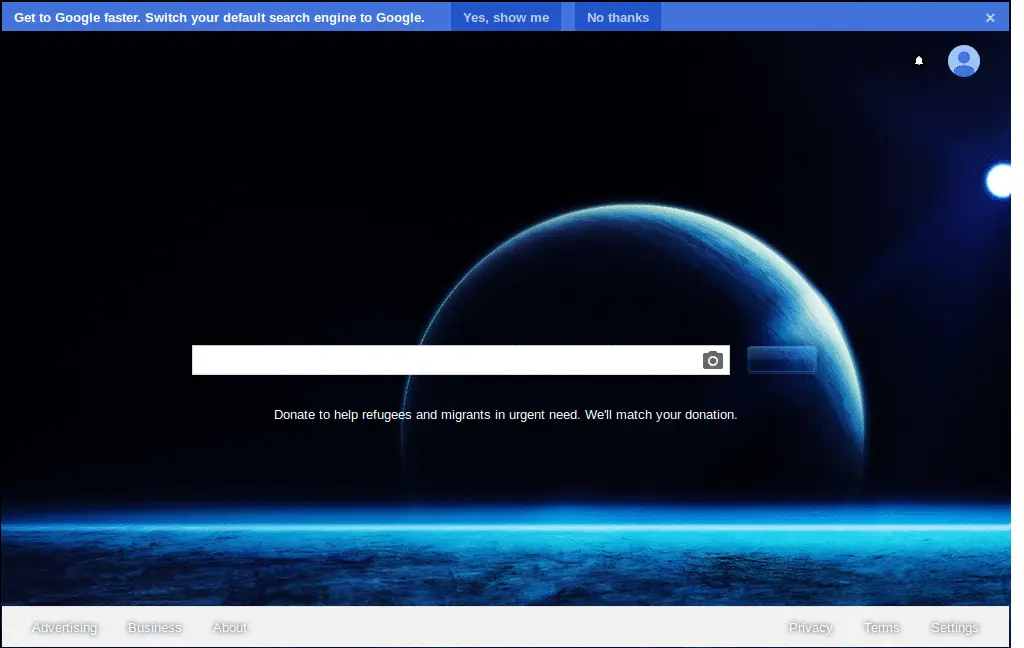 Get to Google faster. Switch your default search engine to Google. Yes, show me No thanks ×
Donate to help refugees and migrants in urgent need. We'll match your donation.
Advertising Business About Privacy Terms Settings